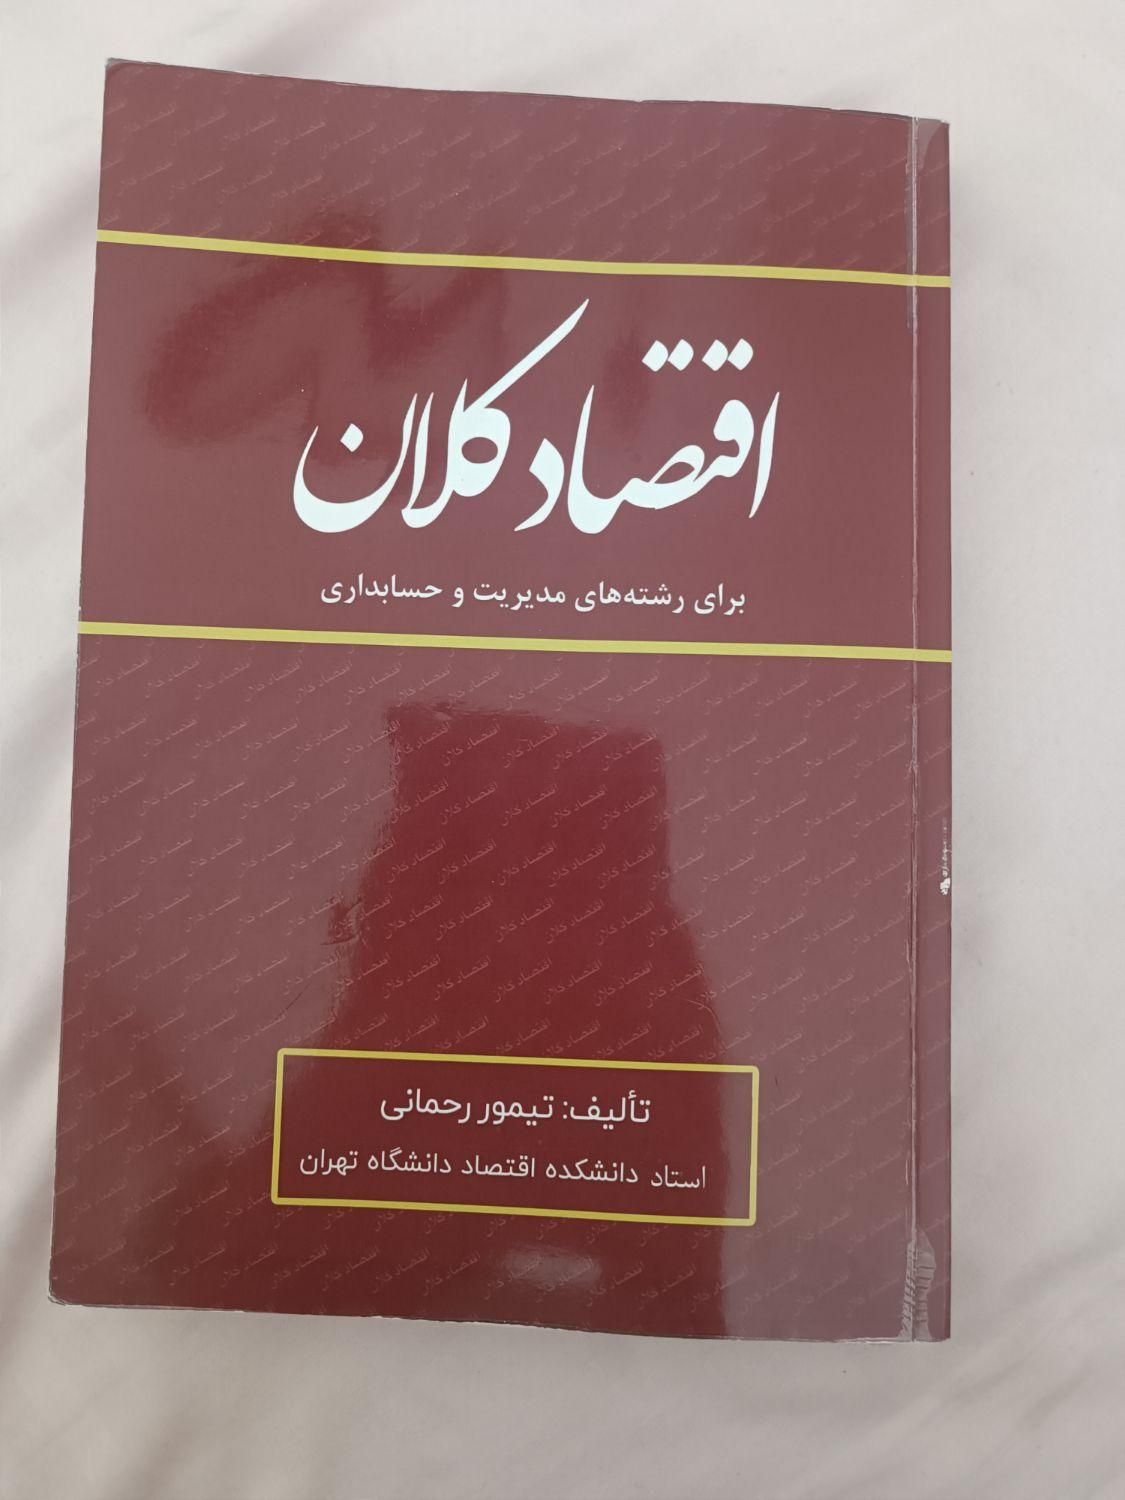 اقتصاد کلان
برای رشته‌های مدیریت و حسابداری
تألیف: تیمور رحمانی
استاد دانشکده اقتصاد دانشگاه تهران